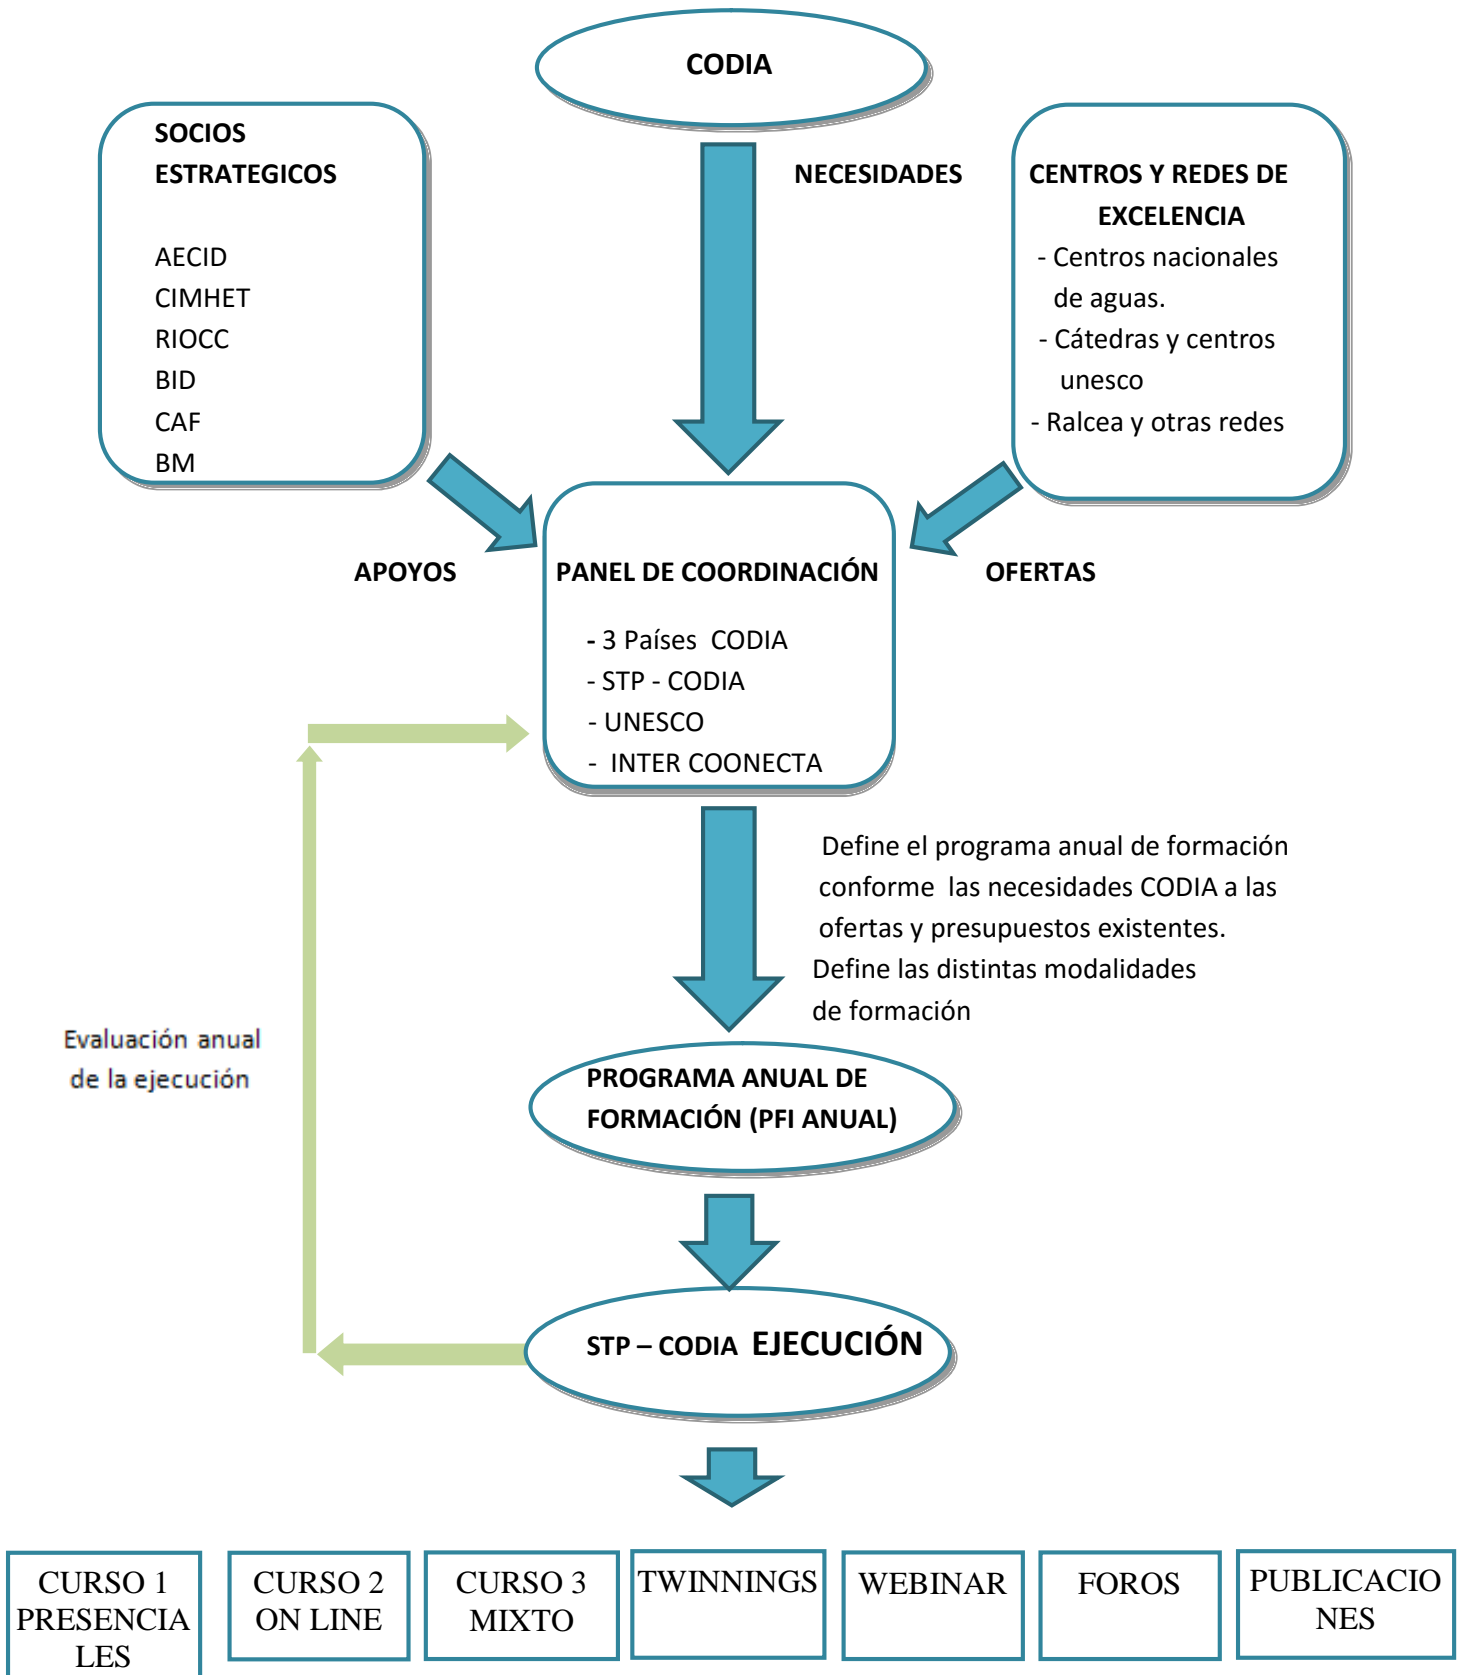 CODIA
SOCIOS
ESTRATEGICOS
AECID
CIMHET
RIOCC
BID
CAF
BM
NECESIDADES
CENTROS Y REDES DE
EXCELENCIA
- Centros nacionales
de aguas.
- Cátedras y centros
unesco
- Ralcea y otras redes
APOYOS
PANEL DE COORDINACIÓN
- 3 Países CODIA
- STP - CODIA
- UNESCO
- INTER COONECTA
OFERTAS
Define el programa anual de formación
conforme las necesidades CODIA a las
ofertas y presupuestos existentes.
Define las distintas modalidades
de formación
Evaluación anual
de la ejecución
PROGRAMA ANUAL DE
FORMACIÓN (PFI ANUAL)
STP – CODIA EJECUCIÓN
CURSO 1
PRESENCIA
LES
CURSO 2
ON LINE
CURSO 3
MIXTO
TWINNINGS
WEBINAR
FOROS
PUBLICACIO
NES